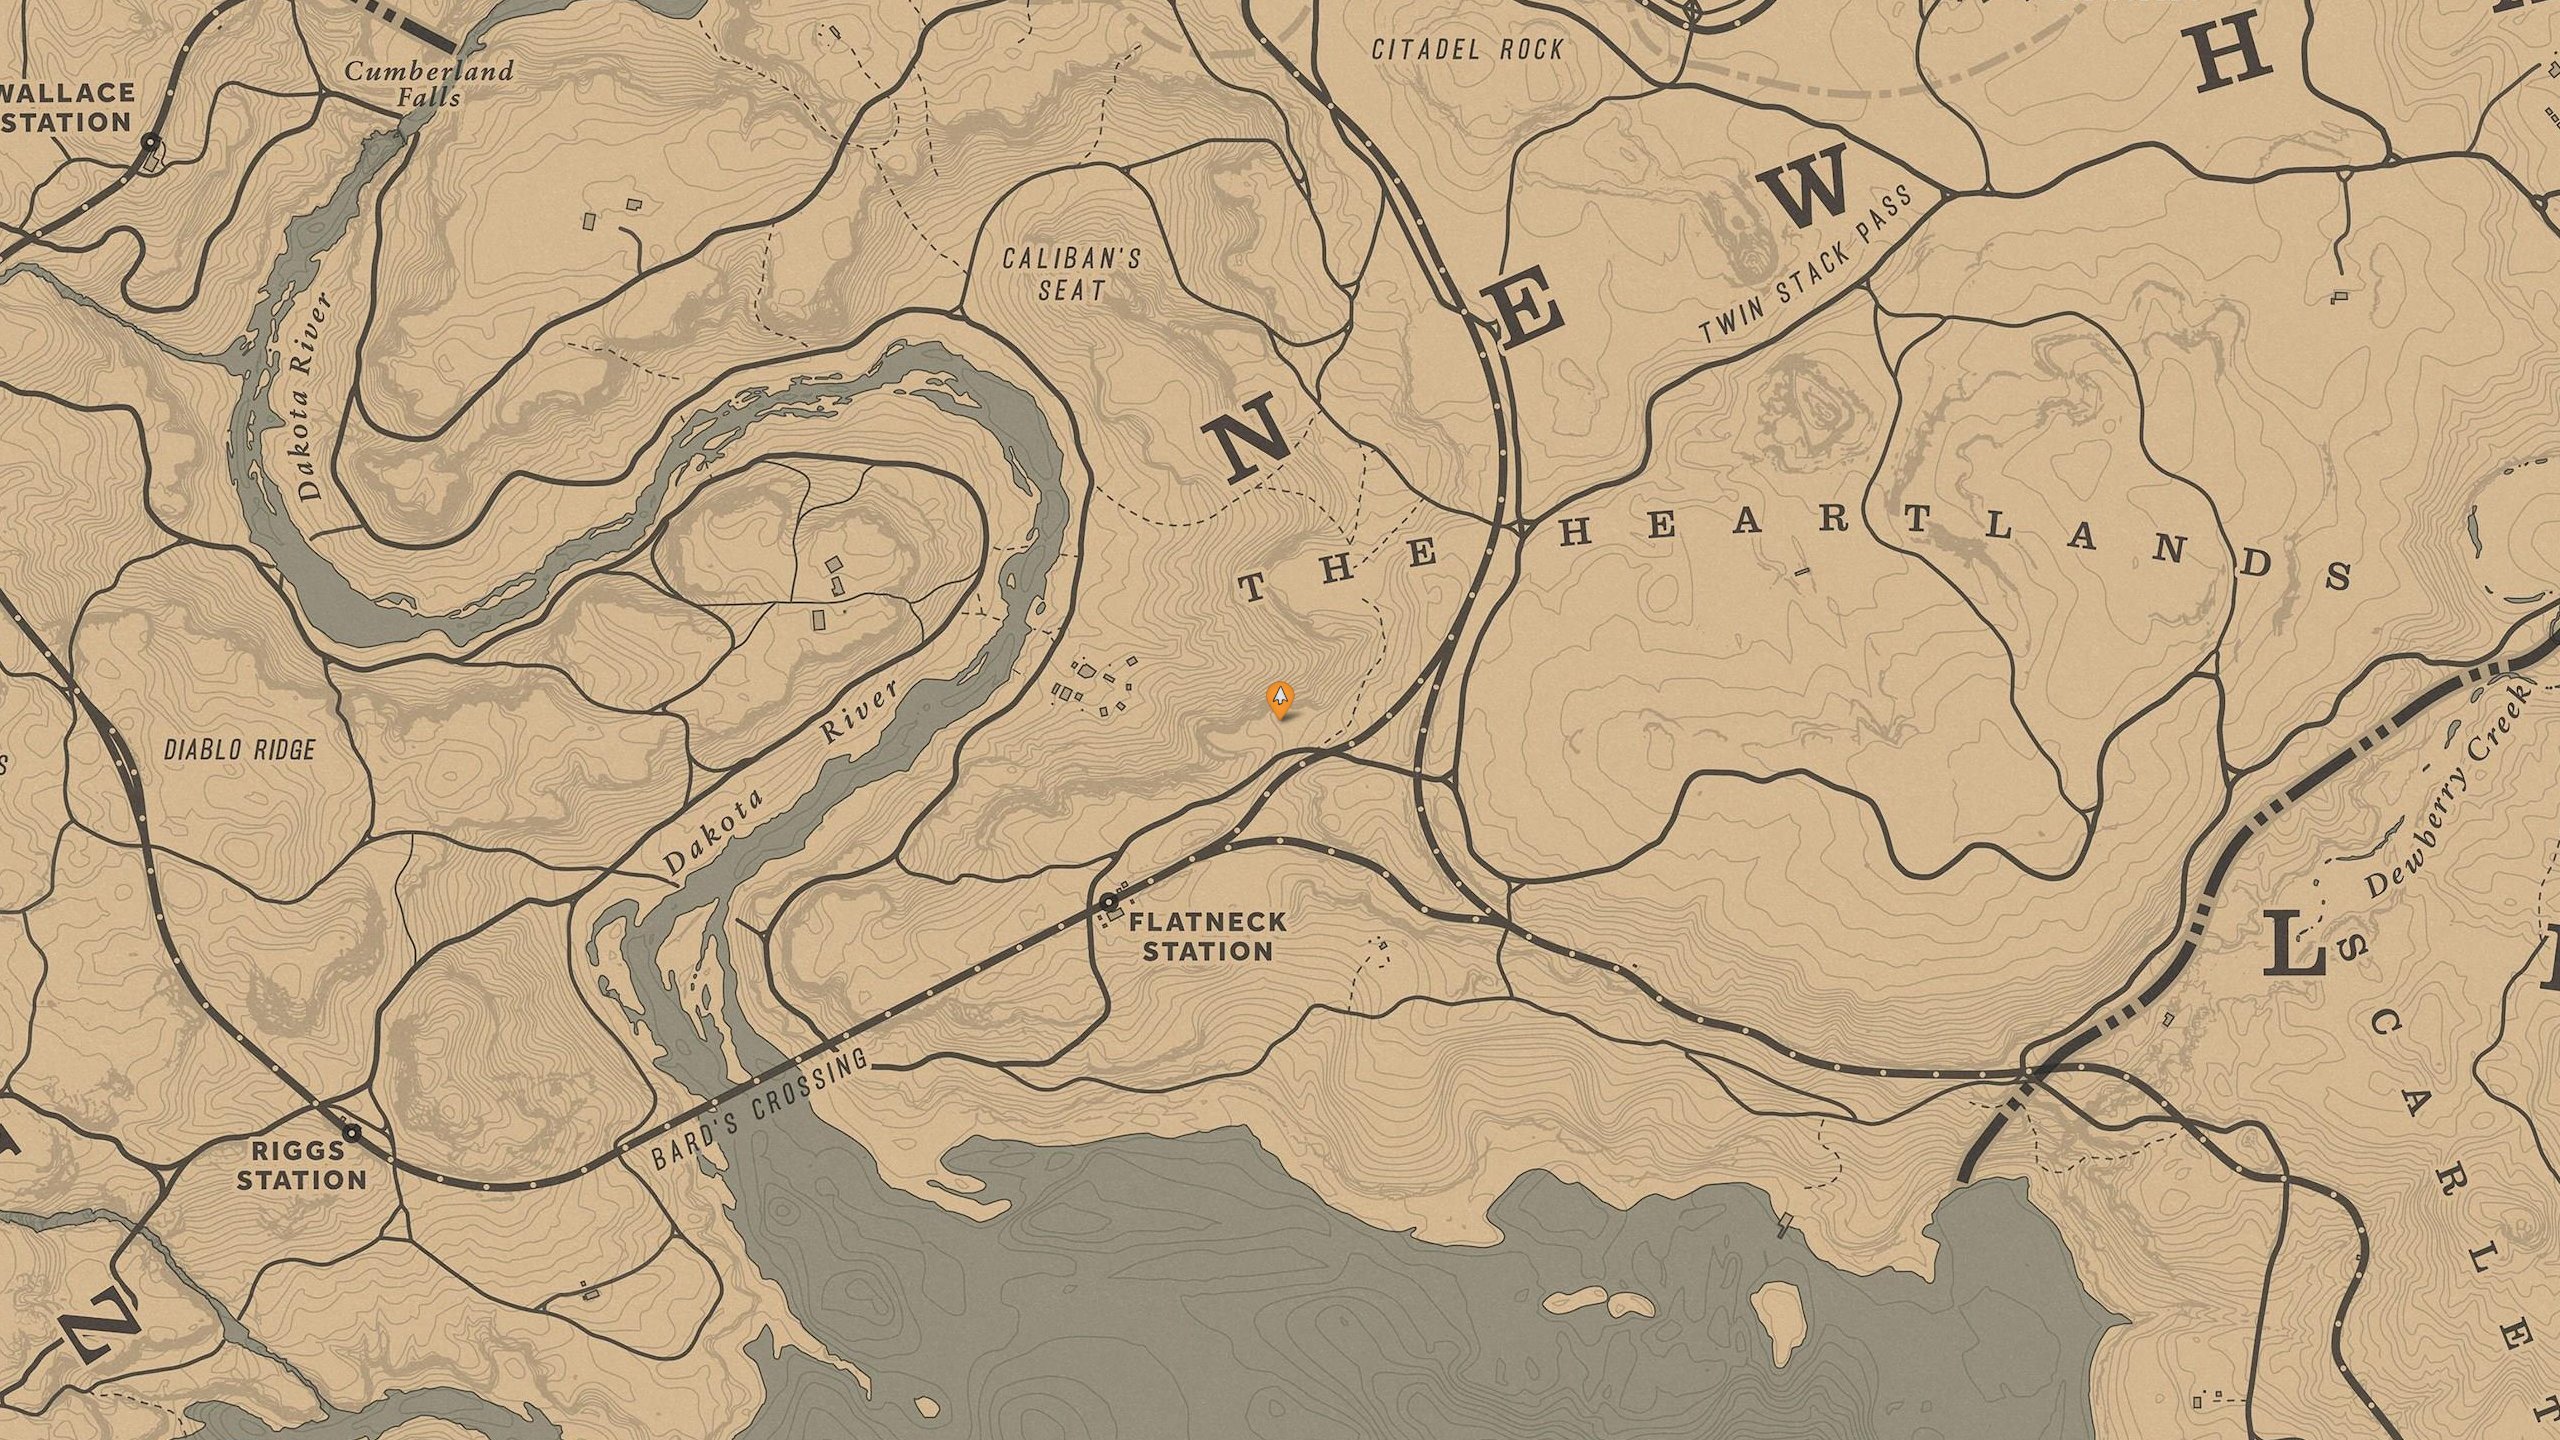 CITADEL ROCK
H
Cumberland
Falls
WALLACE
STATION
W
TWIN STACK PASS
CALIBAN'S
SEAT
E
Dakota River
N
THE HEARTLANDS
Dakota River
DIABLO RIDGE
Dewberry Creek
FLATNECK
STATION
L
SCARLET
BARD'S CROSSING
RIGGS
STATION
N